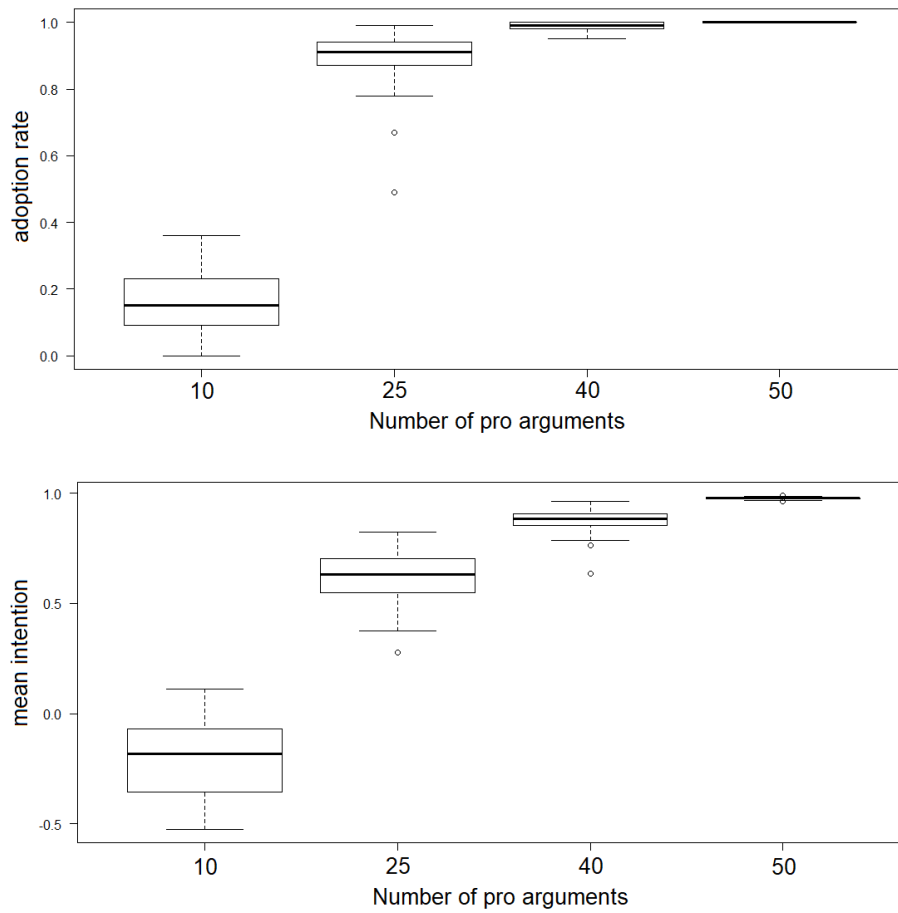 adoption rate
1.0
0.8
0.6
0.4
0.2
0.0
10 25 40 50
Number of pro arguments
mean intention
1.0
0.5
0.0
-0.5
10 25 40 50
Number of pro arguments